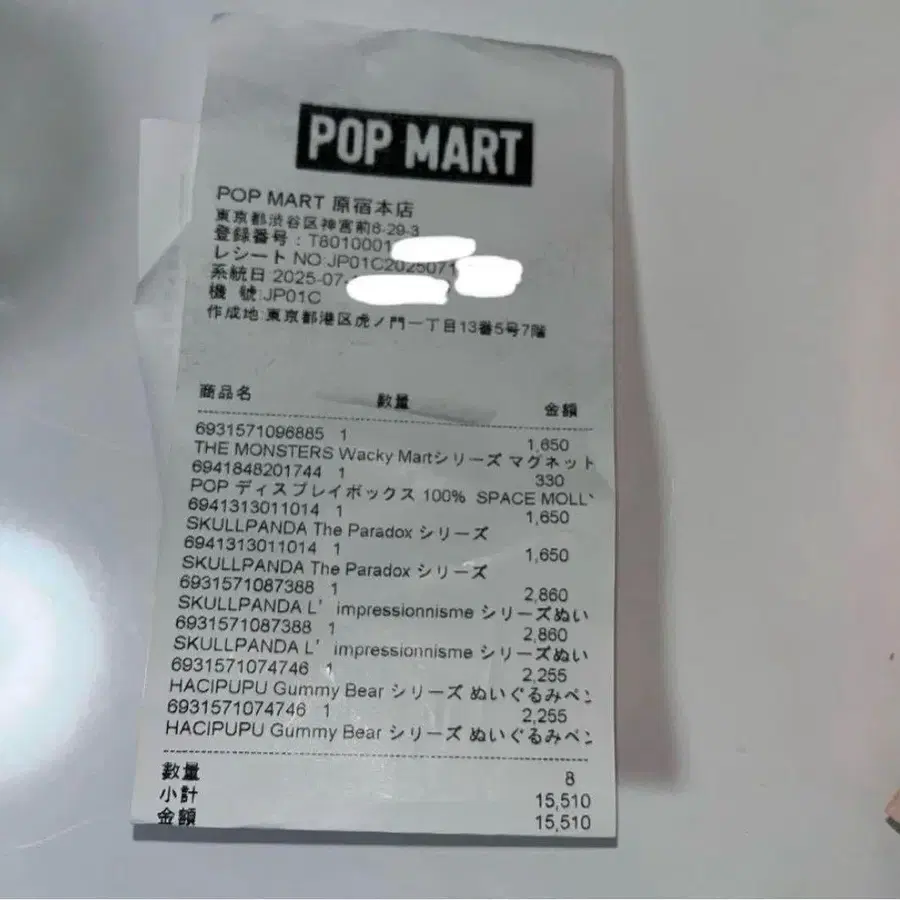 POP MART
POP MART 原宿本店
東京都渋谷区神宮前6-29-3
登録番号：T8010001
レシート NO:JP01C2025071
系統日:2025-07-
機 號:JP01C
作成地:東京都港区虎ノ門一丁目13番5号7階
商品名 數量 金額
6931571096885 1 1,650
THE MONSTERS Wacky Martシリーズ マグネット
6941848201744 1 330
POP ディスプレイボックス 100% SPACE MOLL
6941313011014 1 1,650
SKULLPANDA The Paradox シリーズ
6941313011014 1 1,650
SKULLPANDA The Paradox シリーズ
6931571087388 1 2,860
SKULLPANDA L’ impressionnisme シリーズぬい
6931571087388 1 2,860
SKULLPANDA L’ impressionnisme シリーズぬい
6931571074746 1 2,255
HACIPUPU Gummy Bear シリーズ ぬいぐるみペン
6931571074746 1 2,255
HACIPUPU Gummy Bear シリーズ ぬいぐるみペン
數量 8
小計 15,510
金額 15,510